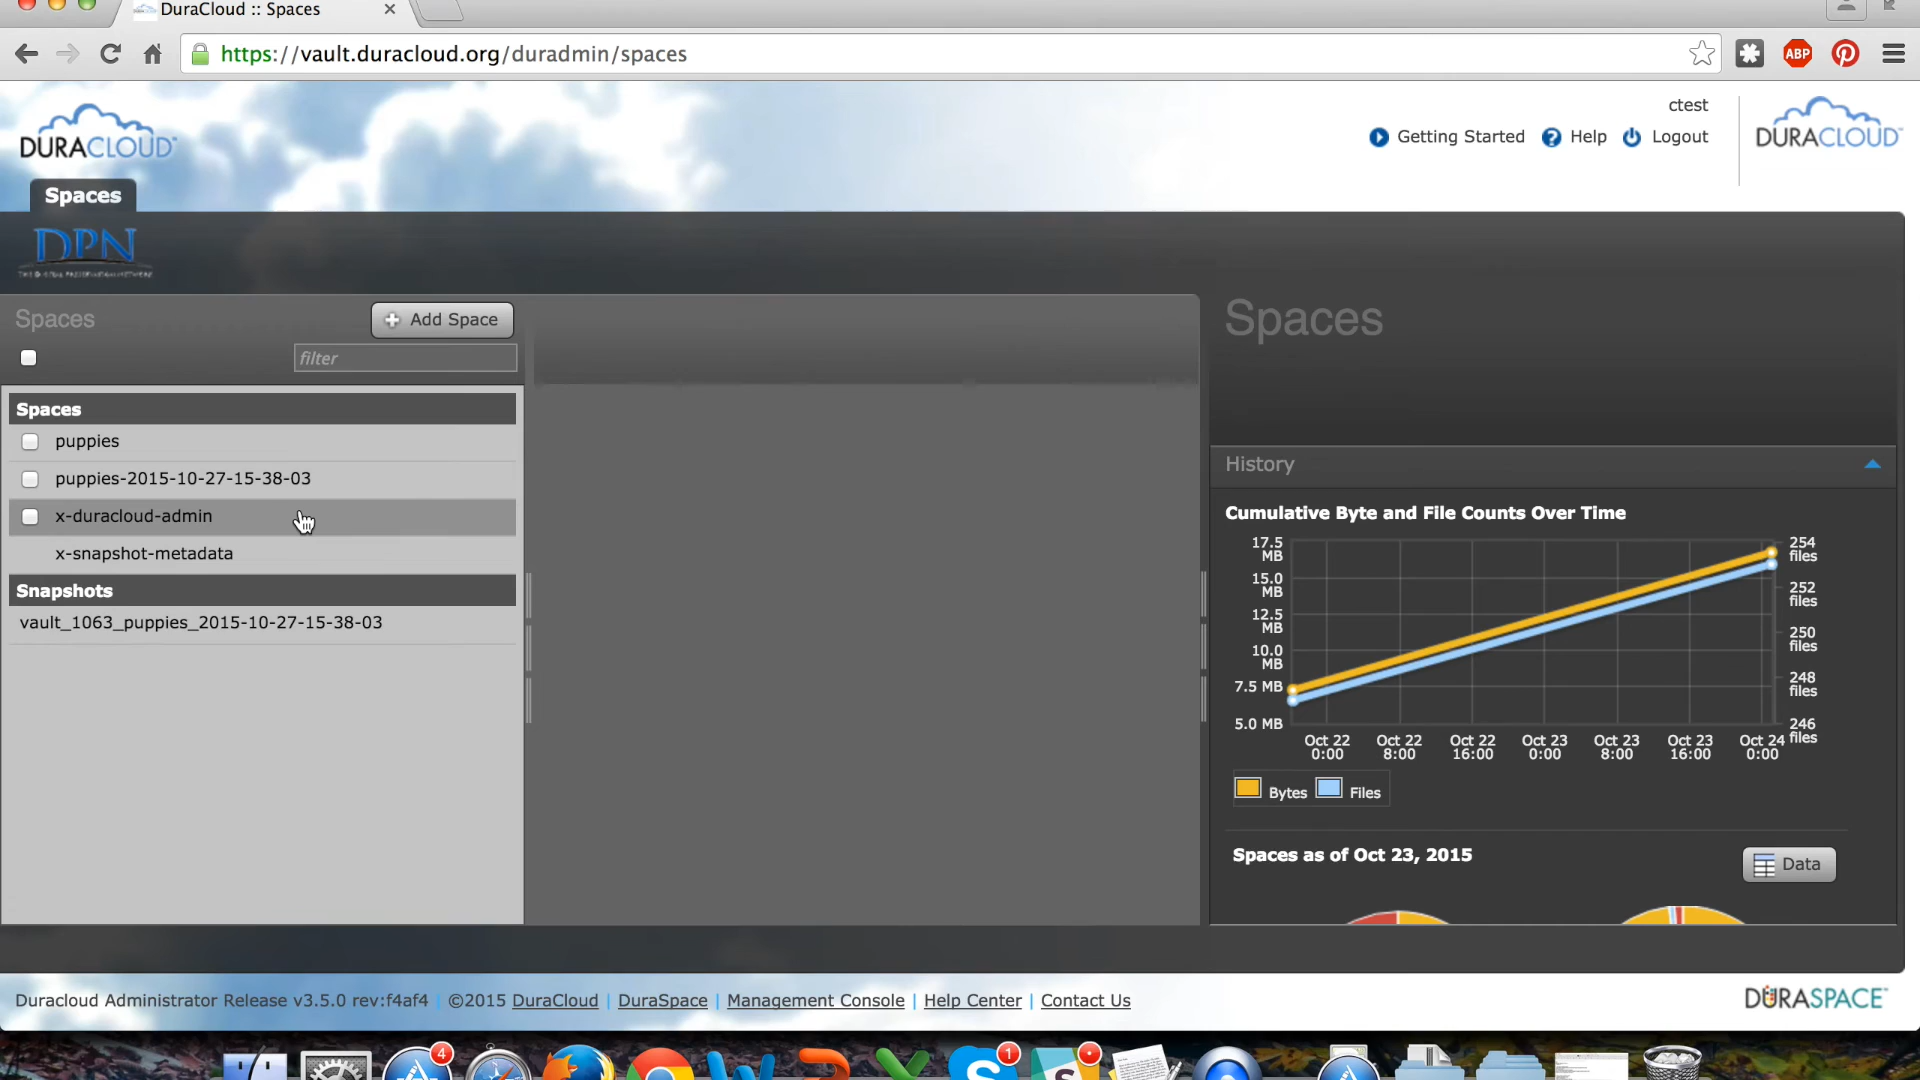 DuraCloud :: Spaces
https://vault.duracloud.org/duradmin/spaces
ABP
ctest
Getting Started
Help
Logout
DURACLOUD
DURACLOUD
Spaces
DPN
Spaces
Add Space
filter
Spaces
puppies
puppies-2015-10-27-15-38-03
x-duracloud-admin
x-snapshot-metadata
Snapshots
vault_1063_puppies_2015-10-27-15-38-03
Spaces
History
Cumulative Byte and File Counts Over Time
17.5 MB
15.0 MB
12.5 MB
10.0 MB
7.5 MB
5.0 MB
254 files
252 files
250 files
248 files
246 files
Oct 22 0:00
Oct 22 8:00
Oct 22 16:00
Oct 23 0:00
Oct 23 8:00
Oct 23 16:00
Oct 24 0:00
Bytes
Files
Spaces as of Oct 23, 2015
Data
Duracloud Administrator Release v3.5.0 rev:f4af4 | ©2015 DuraCloud | DuraSpace | Management Console | Help Center | Contact Us
DURASPACE
4
1